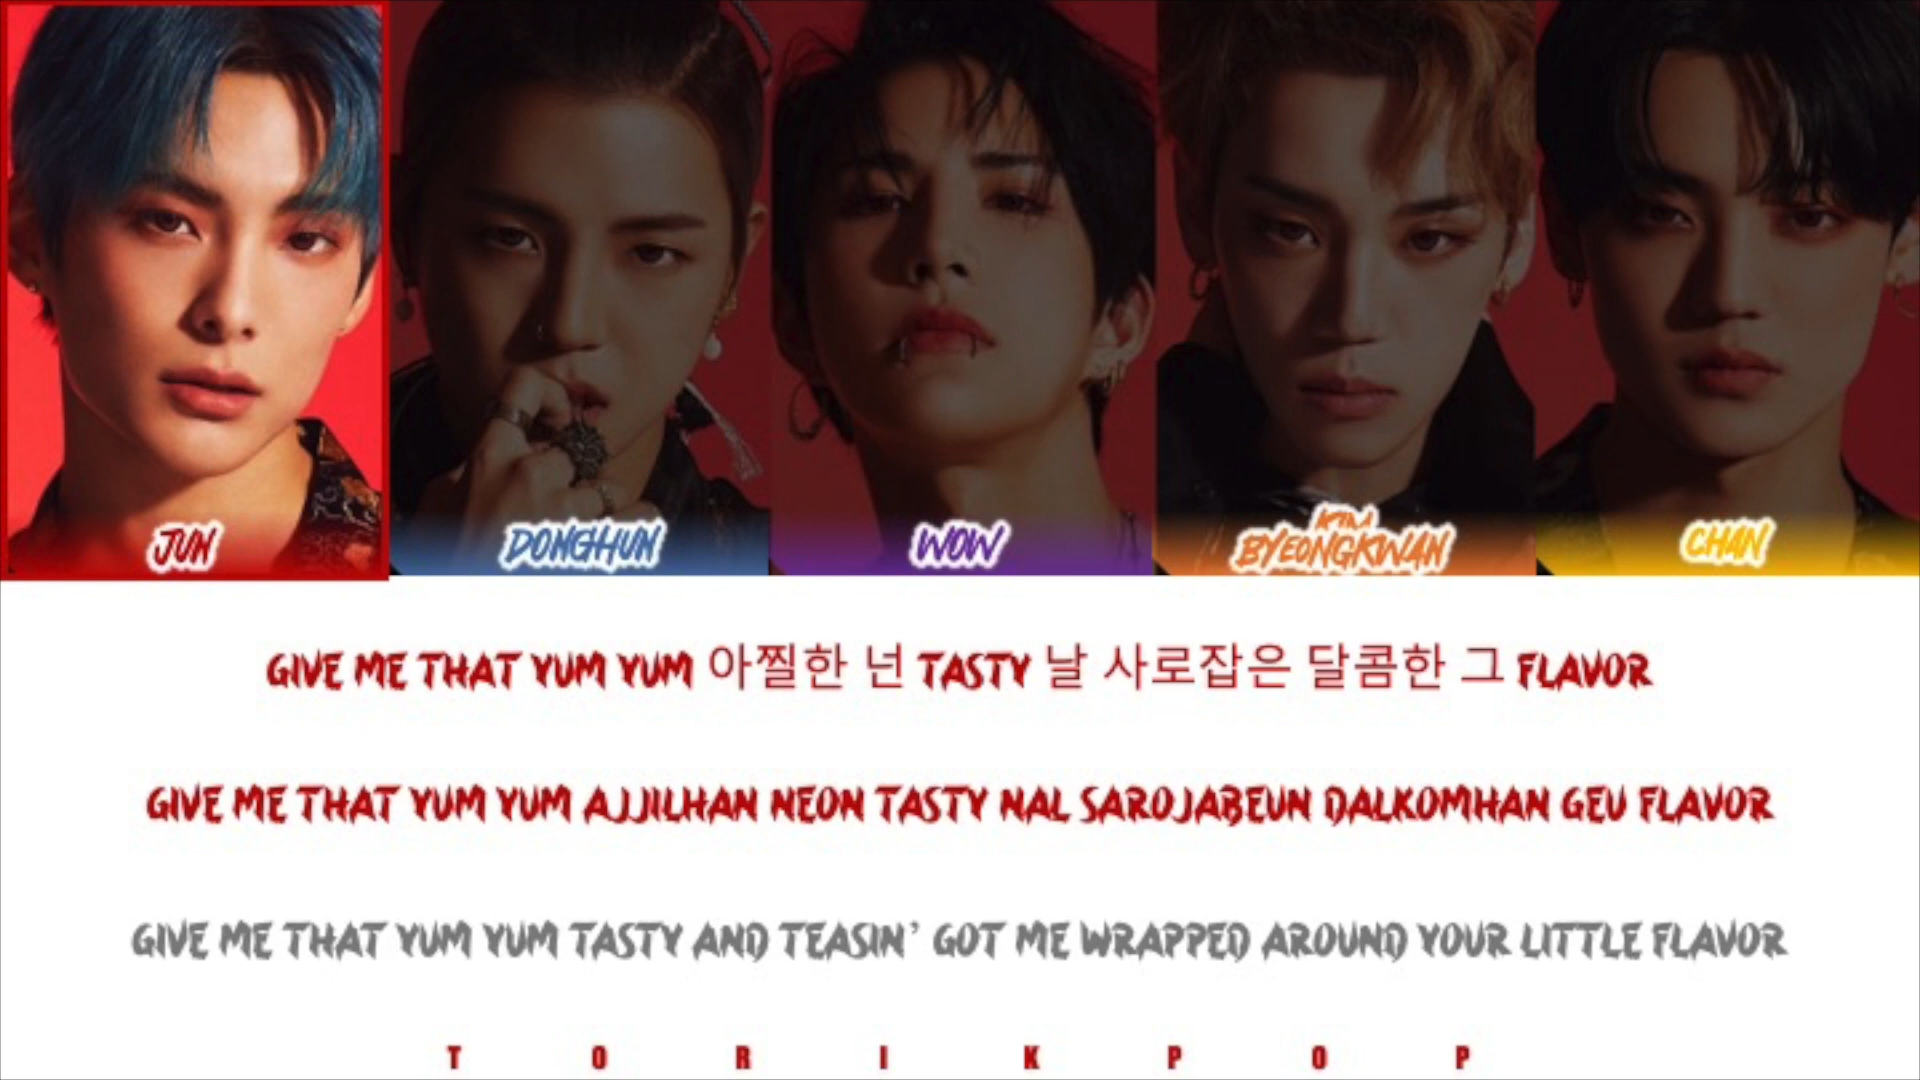 JUN
DONGHUN
WOW
KIM
BYEONGKWAN
CHAN
GIVE ME THAT YUM YUM 아찔한 넌 TASTY 날 사로잡은 달콤한 그 FLAVOR
GIVE ME THAT YUM YUM AJJILHAN NEON TASTY NAL SAROJABEUN DALKOMHAN GEU FLAVOR
GIVE ME THAT YUM YUM TASTY AND TEASIN' GOT ME WRAPPED AROUND YOUR LITTLE FLAVOR
T O R I K P O P